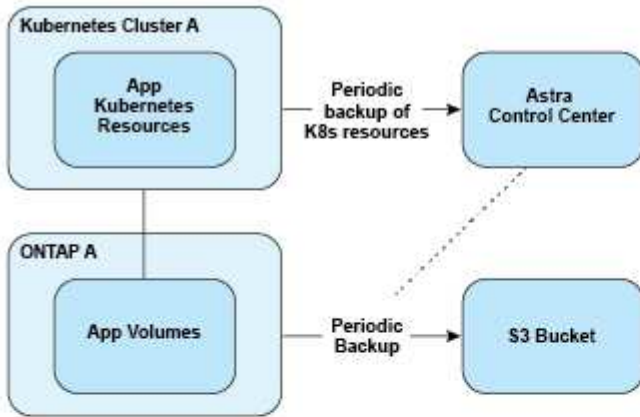 Kubernetes Cluster A
App
Kubernetes
Resources
Periodic
backup of
K8s resources
Astra
Control Center
ONTAP A
App Volumes
Periodic
Backup
S3 Bucket